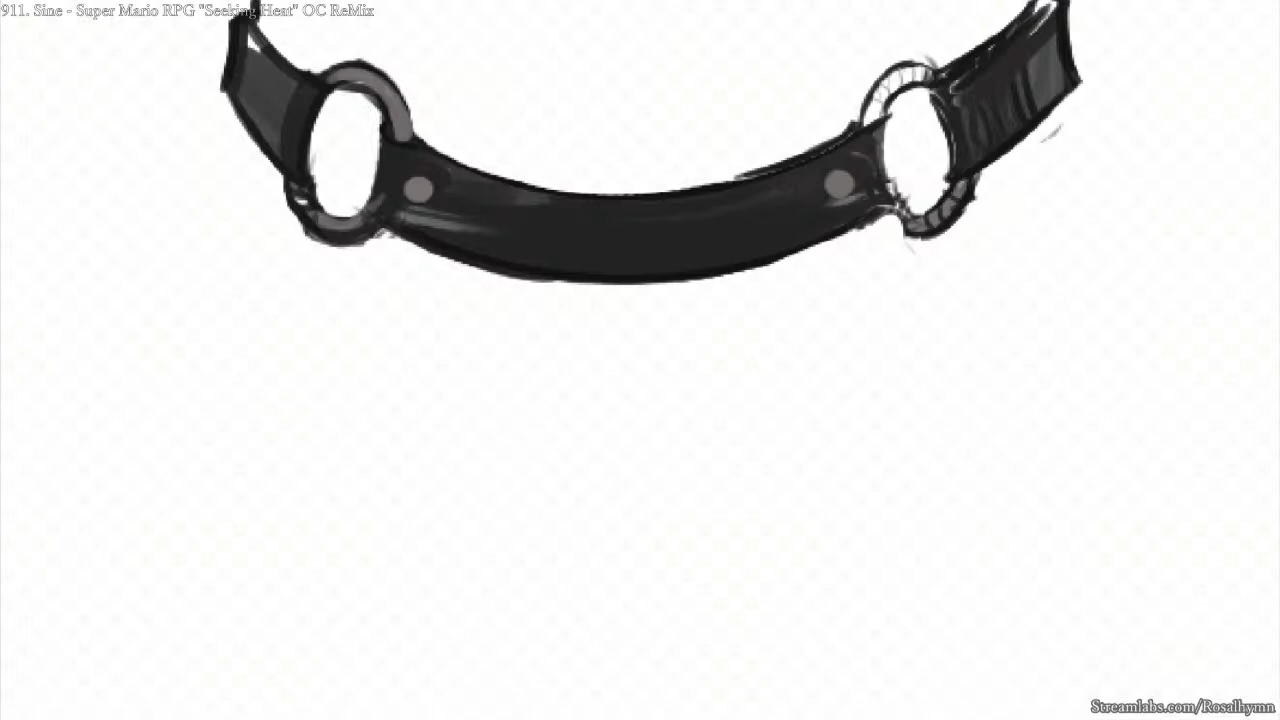 911. Sine - Super Mario RPG "Seeking Heat" OC ReMix
Streamlabs.com/Rosalhymn